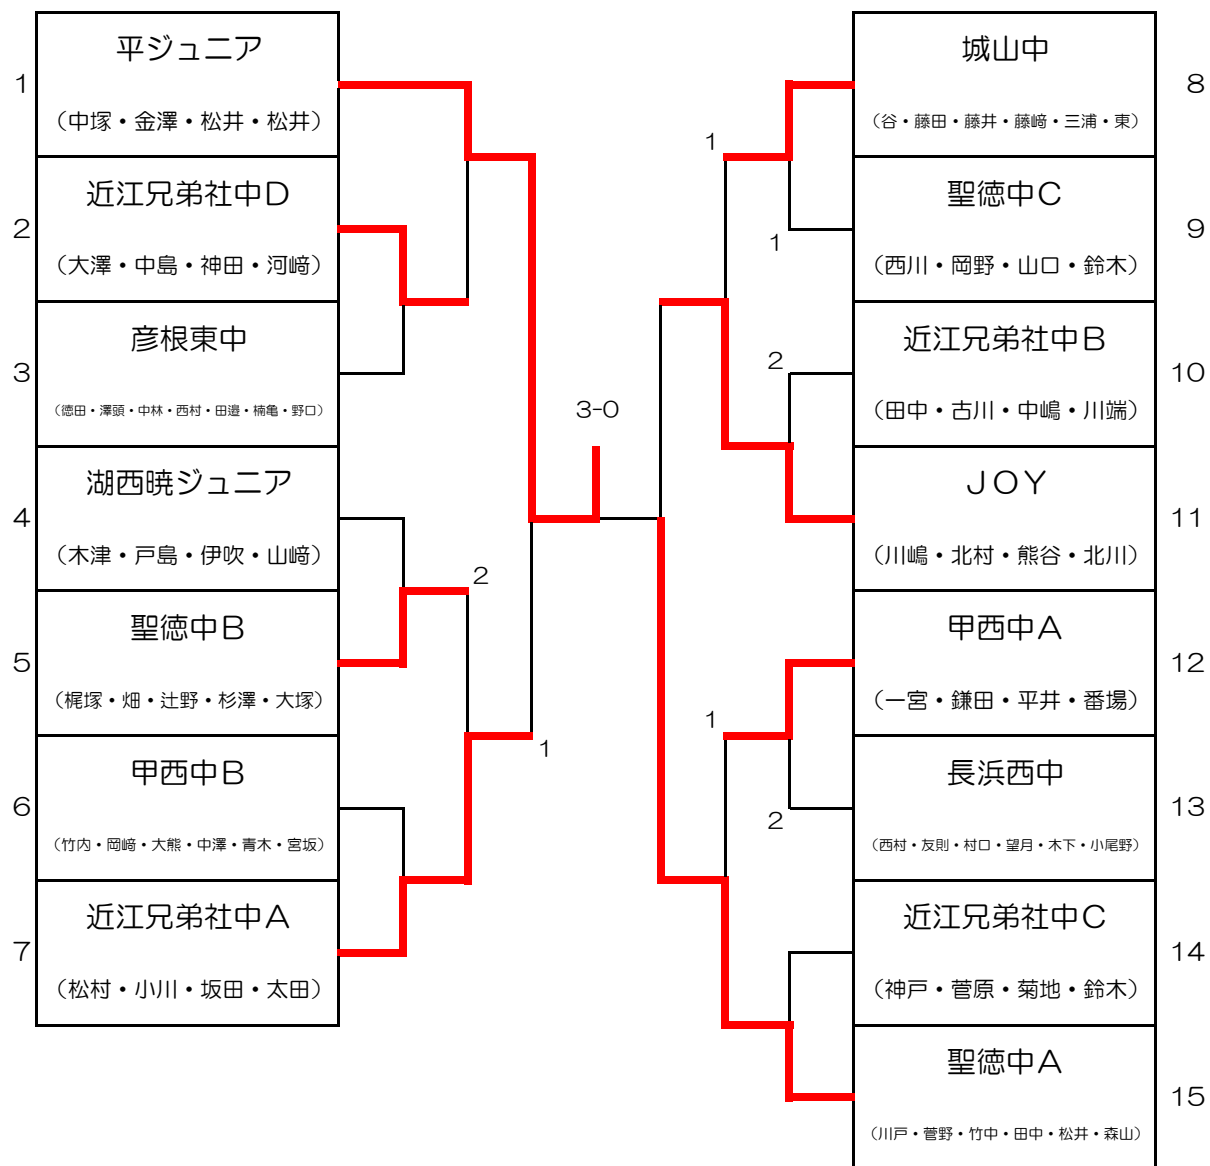 1
平ジュニア
（中塚・金澤・松井・松井）
2
近江兄弟社中Ｄ
（大澤・中島・神田・河﨑）
3
彦根東中
（徳田・澤頭・中林・西村・田邉・楠亀・野口）
4
湖西暁ジュニア
（木津・戸島・伊吹・山﨑）
5
聖徳中Ｂ
（梶塚・畑・辻野・杉澤・大塚）
6
甲西中Ｂ
（竹内・岡﨑・大熊・中澤・青木・宮坂）
7
近江兄弟社中Ａ
（松村・小川・坂田・太田）
2
1
3-0
1
1
2
1
2
城山中
（谷・藤田・藤井・藤﨑・三浦・東）
8
聖徳中Ｃ
（西川・岡野・山口・鈴木）
9
近江兄弟社中Ｂ
（田中・古川・中嶋・川端）
10
ＪＯＹ
（川嶋・北村・熊谷・北川）
11
甲西中Ａ
（一宮・鎌田・平井・番場）
12
長浜西中
（西村・友則・村口・望月・木下・小尾野）
13
近江兄弟社中Ｃ
（神戸・菅原・菊地・鈴木）
14
聖徳中Ａ
（川戸・菅野・竹中・田中・松井・森山）
15